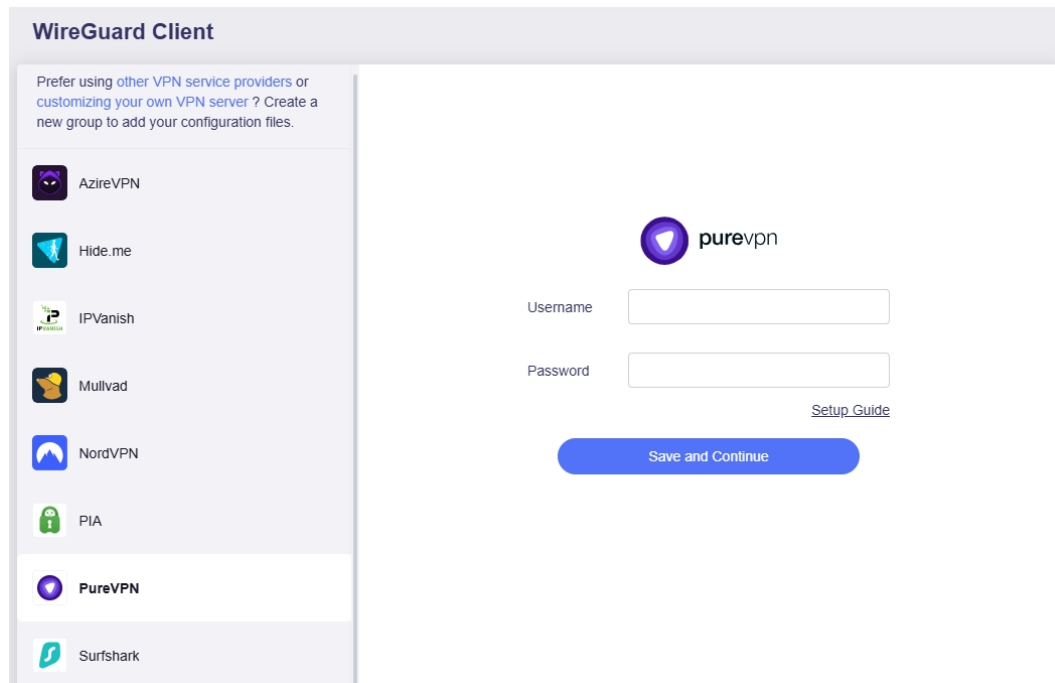 WireGuard Client
Prefer using other VPN service providers or
customizing your own VPN server ? Create a
new group to add your configuration files.
AzireVPN
Hide.me
IP
IPVANISH
IPVanish
Mullvad
NordVPN
PIA
PureVPN
Surfshark
purevpn
Username
Password
Setup Guide
Save and Continue